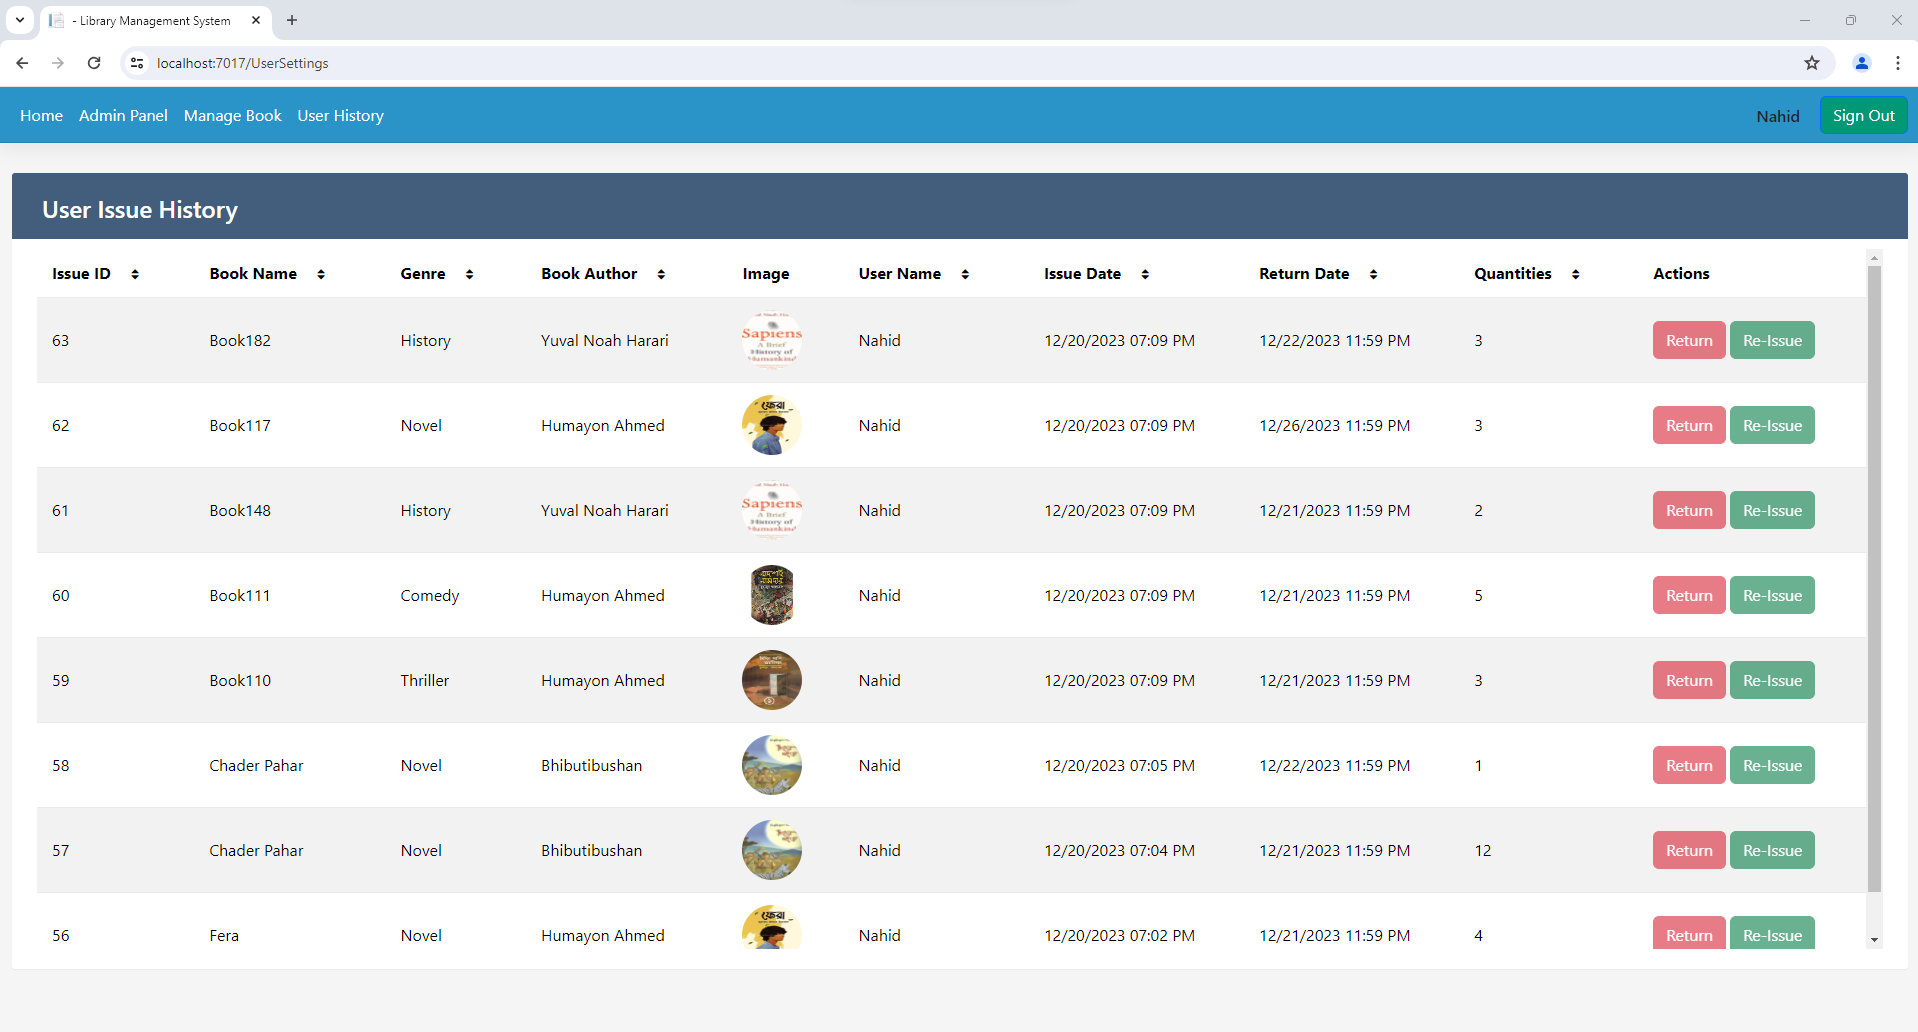 - Library Management System
localhost:7017/UserSettings
Home Admin Panel Manage Book User History Nahid Sign Out
User Issue History
Issue ID Book Name Genre Book Author Image User Name Issue Date Return Date Quantities Actions
63 Book182 History Yuval Noah Harari Nahid 12/20/2023 07:09 PM 12/22/2023 11:59 PM 3 Return Re-Issue
Sapiens
A Brief
History of
Humankind
62 Book117 Novel Humayon Ahmed Nahid 12/20/2023 07:09 PM 12/26/2023 11:59 PM 3 Return Re-Issue
ফেরা
61 Book148 History Yuval Noah Harari Nahid 12/20/2023 07:09 PM 12/21/2023 11:59 PM 2 Return Re-Issue
Sapiens
A Brief
History of
Humankind
60 Book111 Comedy Humayon Ahmed Nahid 12/20/2023 07:09 PM 12/21/2023 11:59 PM 5 Return Re-Issue
59 Book110 Thriller Humayon Ahmed Nahid 12/20/2023 07:09 PM 12/21/2023 11:59 PM 3 Return Re-Issue
58 Chader Pahar Novel Bhibutibushan Nahid 12/20/2023 07:05 PM 12/22/2023 11:59 PM 1 Return Re-Issue
57 Chader Pahar Novel Bhibutibushan Nahid 12/20/2023 07:04 PM 12/21/2023 11:59 PM 12 Return Re-Issue
56 Fera Novel Humayon Ahmed Nahid 12/20/2023 07:02 PM 12/21/2023 11:59 PM 4 Return Re-Issue
ফেরা